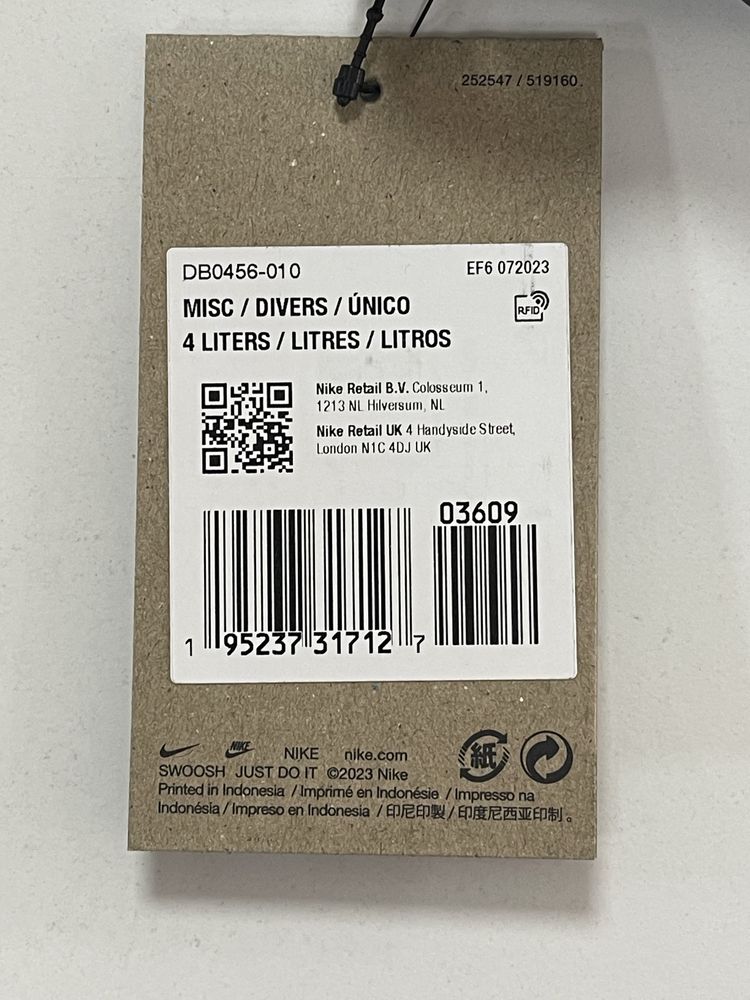 252547 / 519160
DB0456-010
EF6 072023
MISC / DIVERS / ÚNICO
RFID
4 LITERS / LITRES / LITROS
Nike Retail B.V. Colosseum 1,
1213 NL Hilversum, NL
Nike Retail UK 4 Handyside Street,
London N1C 4DJ UK
03609
1 95237 31712 7
NIKE NIKE nike.com
紙
SWOOSH JUST DO IT ©2023 Nike
Printed in Indonesia / Imprimé en Indonésie / Impresso na
Indonésia / Impreso en Indonesia / 印尼印製 / 印度尼西亚印制。